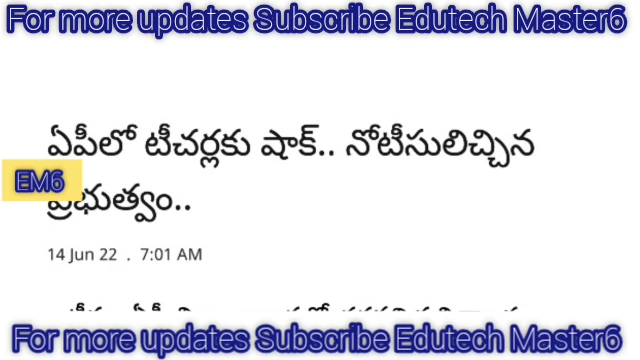 For more updates Subscribe Edutech Master6
ఏపీలో టీచర్లకు షాక్.. నోటీసులిచ్చిన
EM6
ప్రభుత్వం..
14 Jun 22 . 7:01 AM
For more updates Subscribe Edutech Master6